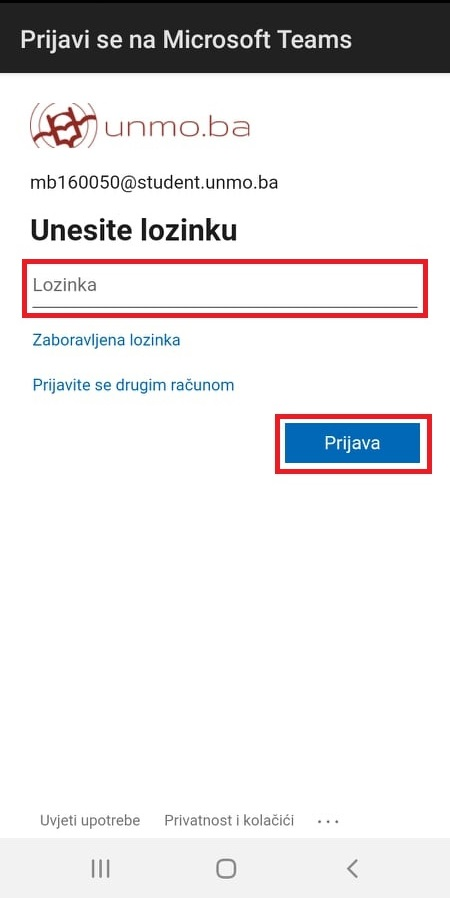 Prijavi se na Microsoft Teams
unmo.ba
mb160050@student.unmo.ba
Unesite lozinku
Lozinka
Zaboravljena lozinka
Prijavite se drugim računom
Prijava
Uvjeti upotrebe Privatnost i kolačići ...